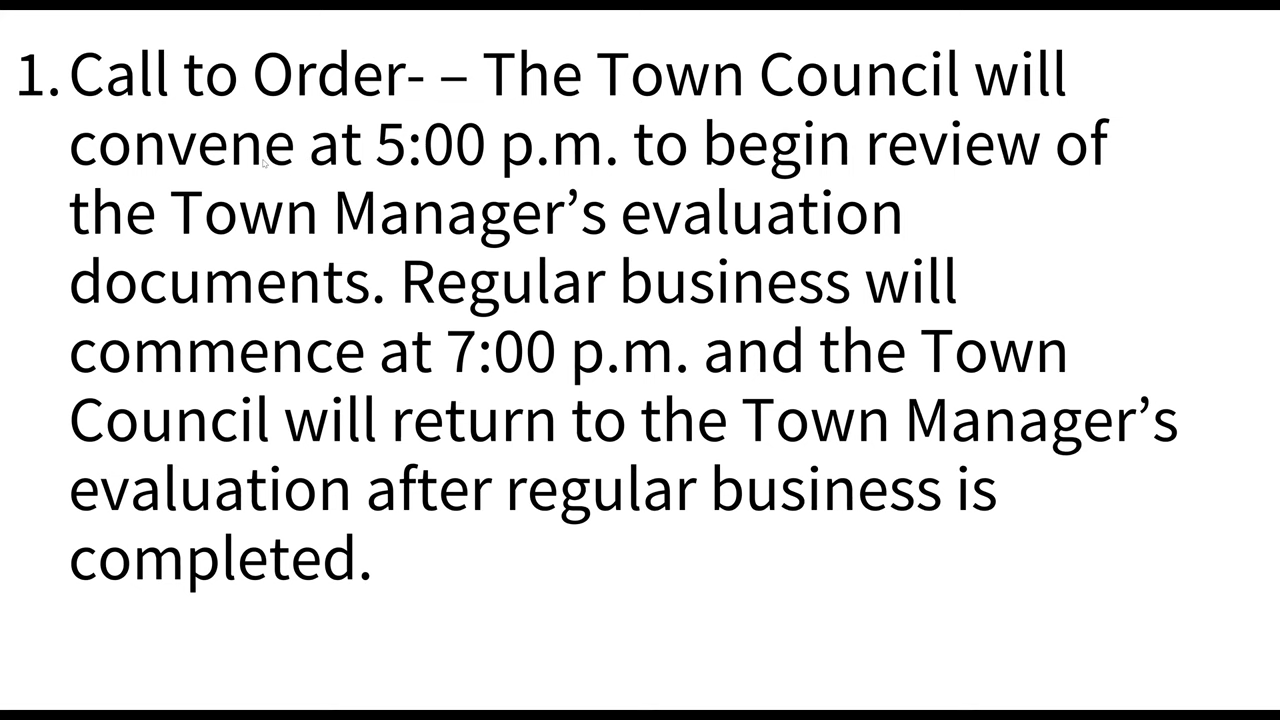 1. Call to Order- – The Town Council will
convene at 5:00 p.m. to begin review of
the Town Manager’s evaluation
documents. Regular business will
commence at 7:00 p.m. and the Town
Council will return to the Town Manager’s
evaluation after regular business is
completed.